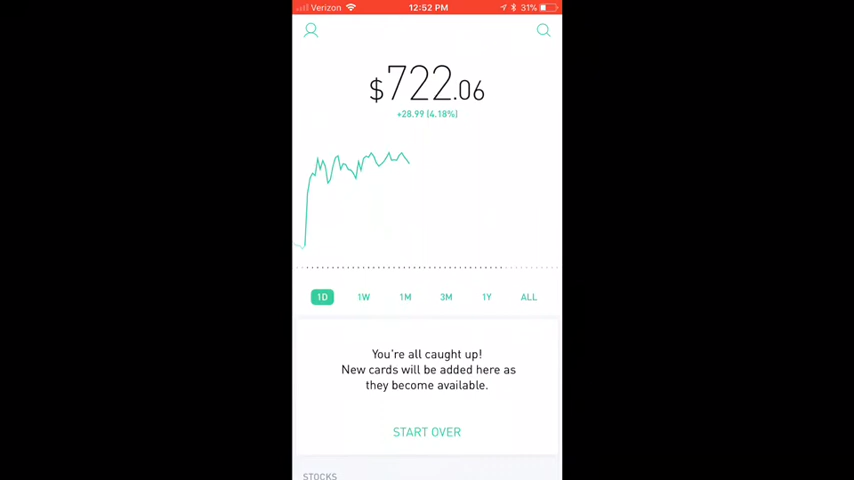 Verizon 12:52 PM 31%
$722.06
+28.99 (4.18%)
1D 1W 1M 3M 1Y ALL
You're all caught up!
New cards will be added here as
they become available.
START OVER
STOCKS